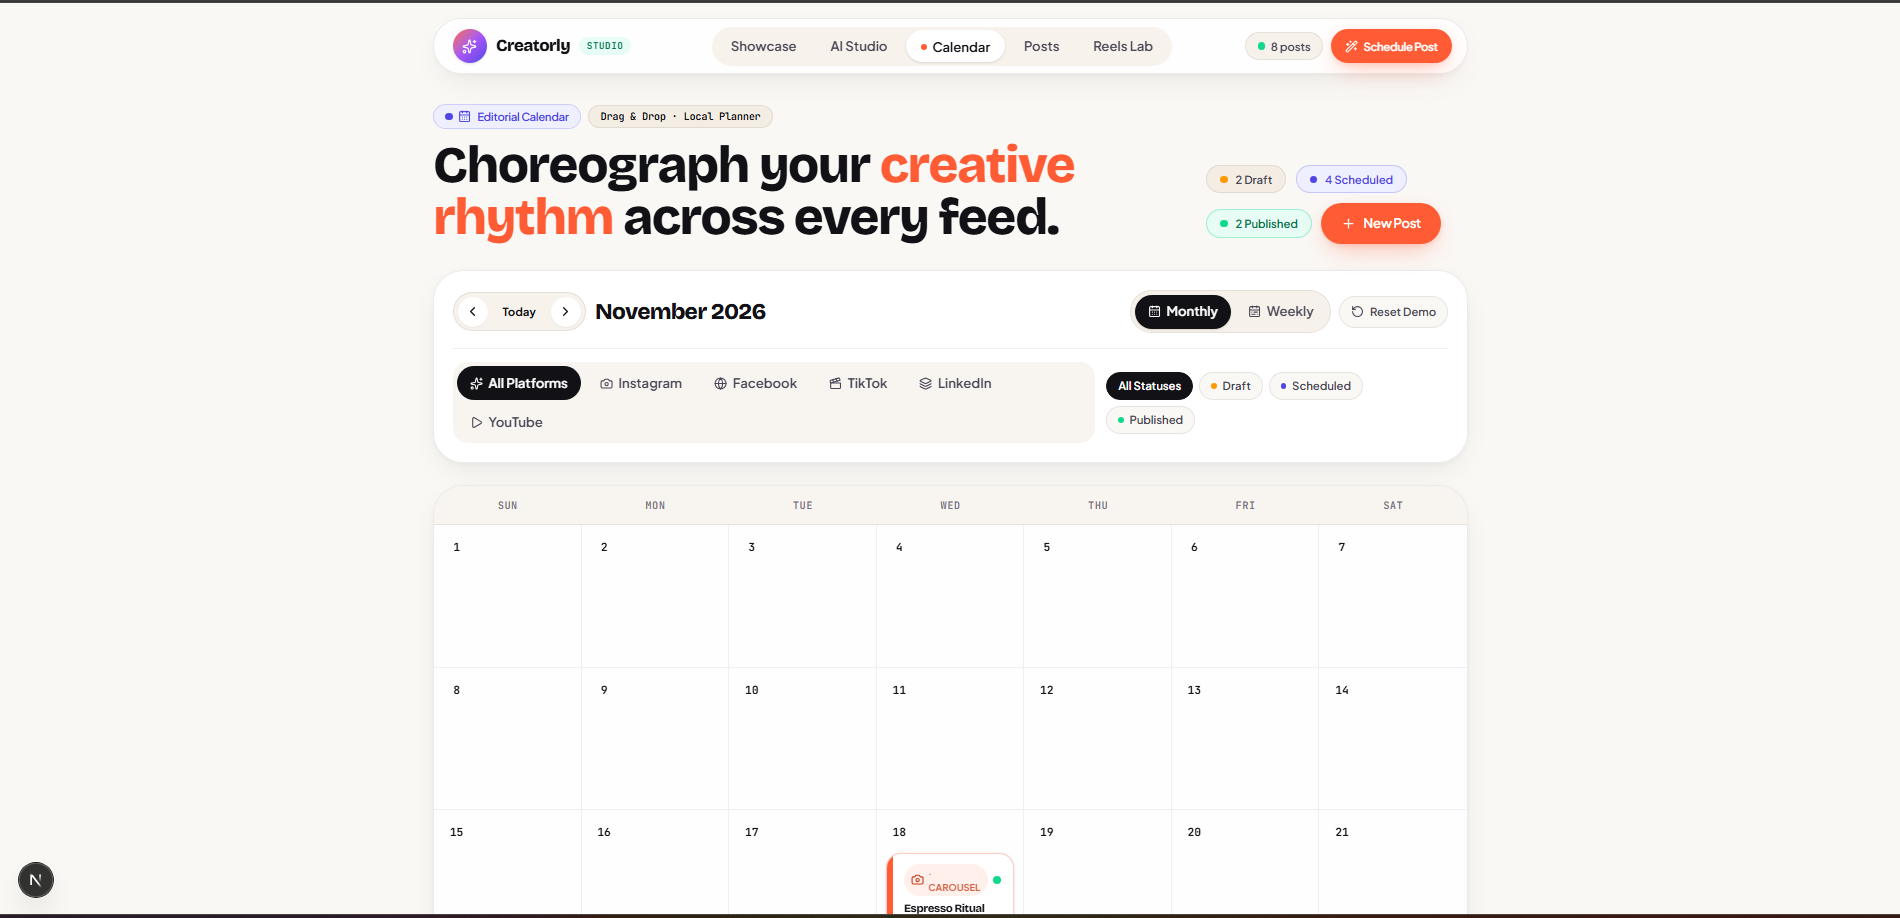 Creatorly STUDIO Showcase AI Studio Calendar Posts Reels Lab 8 posts Schedule Post
Editorial Calendar Drag & Drop · Local Planner
Choreograph your creative
rhythm across every feed.
2 Draft 4 Scheduled
2 Published + New Post
Today November 2026 Monthly Weekly Reset Demo
All Platforms Instagram Facebook TikTok LinkedIn
YouTube
All Statuses Draft Scheduled
Published
SUN MON TUE WED THU FRI SAT
1 2 3 4 5 6 7
8 9 10 11 12 13 14
15 16 17 18 19 20 21
·
CAROUSEL
Espresso Ritual
N